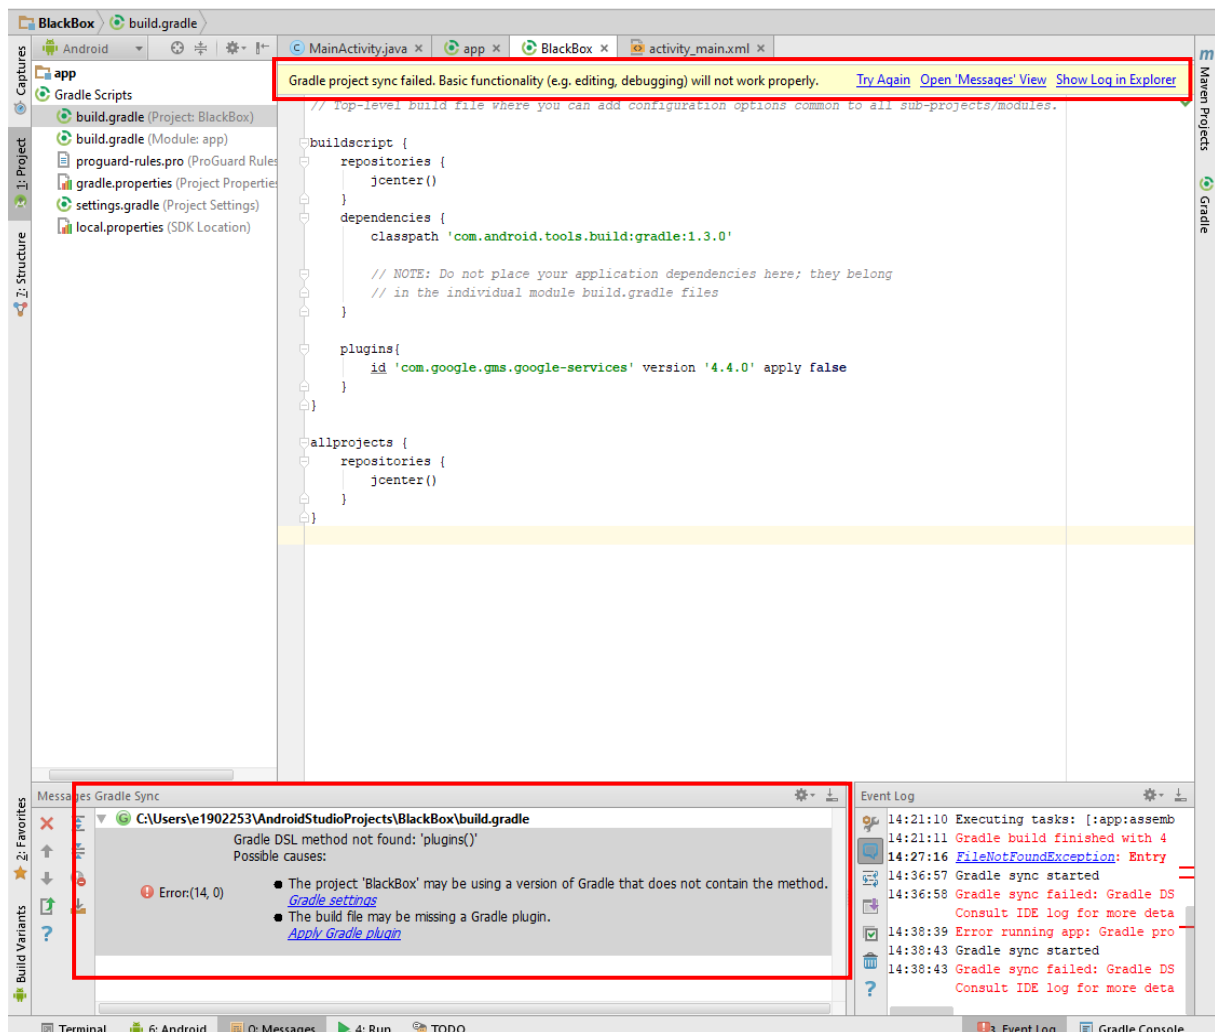 BlackBox build.gradle
Android
MainActivity.java × app × BlackBox × activity_main.xml ×
Captures
1: Project
7: Structure
2: Favorites
Build Variants
Maven Projects
Gradle
app
Gradle Scripts
build.gradle (Project: BlackBox)
build.gradle (Module: app)
proguard-rules.pro (ProGuard Rules
gradle.properties (Project Properties
settings.gradle (Project Settings)
local.properties (SDK Location)
Gradle project sync failed. Basic functionality (e.g. editing, debugging) will not work properly. Try Again Open 'Messages' View Show Log in Explorer
// Top-level build file where you can add configuration options common to all sub-projects/modules.
buildscript {
repositories {
jcenter()
}
dependencies {
classpath 'com.android.tools.build:gradle:1.3.0'
// NOTE: Do not place your application dependencies here; they belong
// in the individual module build.gradle files
}
plugins{
id 'com.google.gms.google-services' version '4.4.0' apply false
}
}
allprojects {
repositories {
jcenter()
}
}
Messages Gradle Sync
C:\Users\e1902253\AndroidStudioProjects\BlackBox\build.gradle
Error:(14, 0)
Gradle DSL method not found: 'plugins()'
Possible causes:
The project 'BlackBox' may be using a version of Gradle that does not contain the method.
Gradle settings
The build file may be missing a Gradle plugin.
Apply Gradle plugin
Event Log
14:21:10 Executing tasks: [:app:assemb
14:21:11 Gradle build finished with 4
14:27:16 FileNotFoundException: Entry
14:36:57 Gradle sync started
14:36:58 Gradle sync failed: Gradle DS
Consult IDE log for more deta
14:38:39 Error running app: Gradle pro
14:38:43 Gradle sync started
14:38:43 Gradle sync failed: Gradle DS
Consult IDE log for more deta
Terminal 6: Android 0: Messages 4: Run TODO 3 Event Log Gradle Console